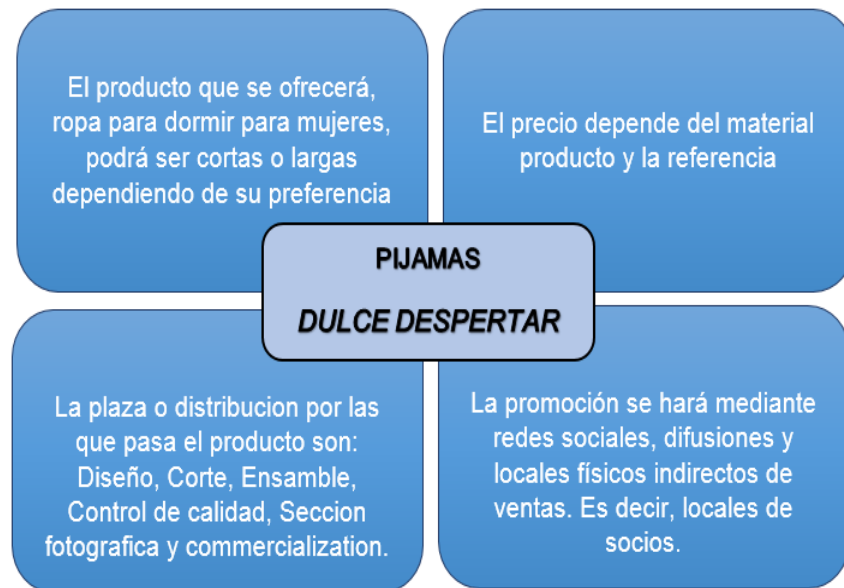 El producto que se ofrecerá,
ropa para dormir para mujeres,
podrá ser cortas o largas
dependiendo de su preferencia
El precio depende del material
producto y la referencia
PIJAMAS
DULCE DESPERTAR
La plaza o distribucion por las
que pasa el producto son:
Diseño, Corte, Ensamble,
Control de calidad, Seccion
fotografica y commercialization.
La promoción se hará mediante
redes sociales, difusiones y
locales físicos indirectos de
ventas. Es decir, locales de
socios.